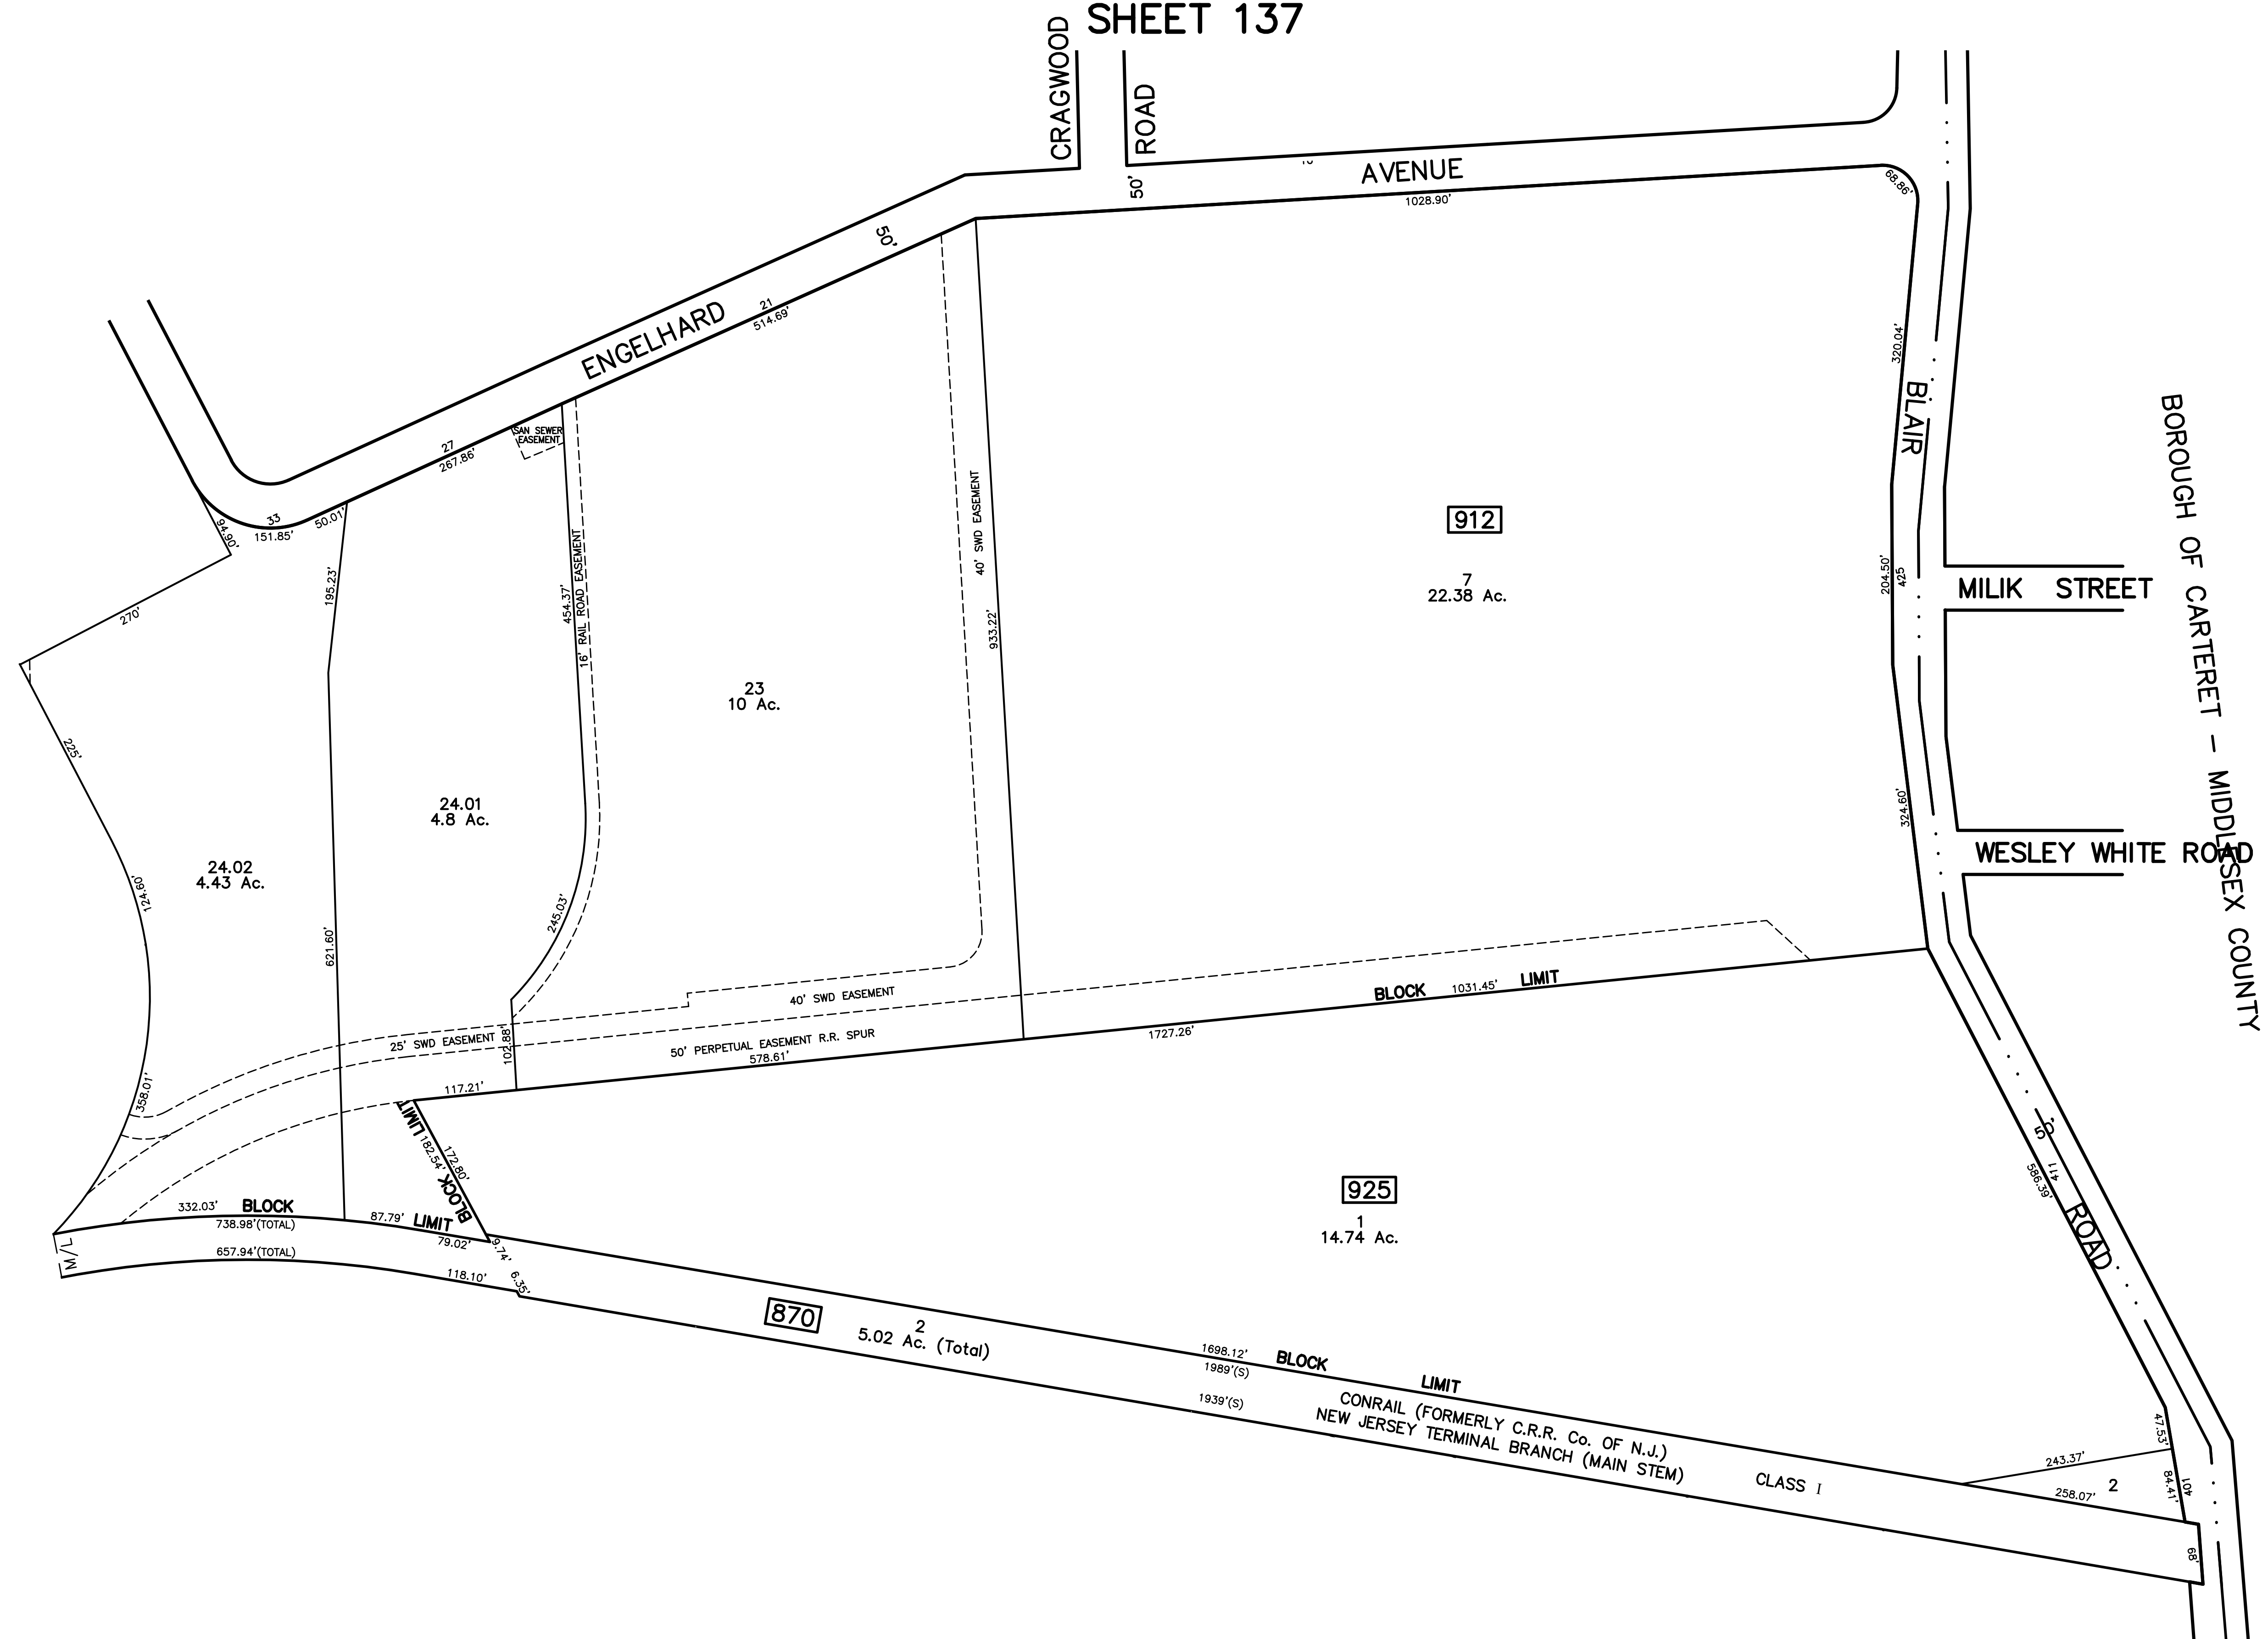 SHEET 137
CRAGWOOD
ROAD
50'
AVENUE
1028.90'
68.86'
50'
ENGELHARD
21
514.69'
320.04'
BLAIR
BOROUGH OF CARTERET - MIDDLESEX COUNTY
27
267.86'
SAN SEWER
EASEMENT
33
151.85'
50.01'
94.90'
270'
225'
195.23'
454.37'
16' RAIL ROAD EASEMENT
40' SWD EASEMENT
933.22'
912
7
22.38 Ac.
204.50'
425
MILIK STREET
23
10 Ac.
24.01
4.8 Ac.
324.60'
WESLEY WHITE ROAD
24.02
4.43 Ac.
124.60'
245.03'
621.60'
40' SWD EASEMENT
BLOCK
1031.45'
LIMIT
25' SWD EASEMENT
102.88'
50' PERPETUAL EASEMENT R.R. SPUR
578.61'
1727.26'
358.01'
117.21'
BLOCK LIMIT
182.54'
172.80'
50'
411
586.39'
ROAD
925
1
14.74 Ac.
332.03'
BLOCK
738.98'(TOTAL)
87.79'
LIMIT
79.02'
M/L
657.94'(TOTAL)
118.10'
9.74'
6.35'
870
2
5.02 Ac. (Total)
1698.12'
BLOCK
LIMIT
1989'(S)
1939'(S)
CONRAIL (FORMERLY C.R.R. Co. OF N.J.)
NEW JERSEY TERMINAL BRANCH (MAIN STEM)
CLASS I
47.53'
243.37'
2
258.07'
84.41'
401
68'